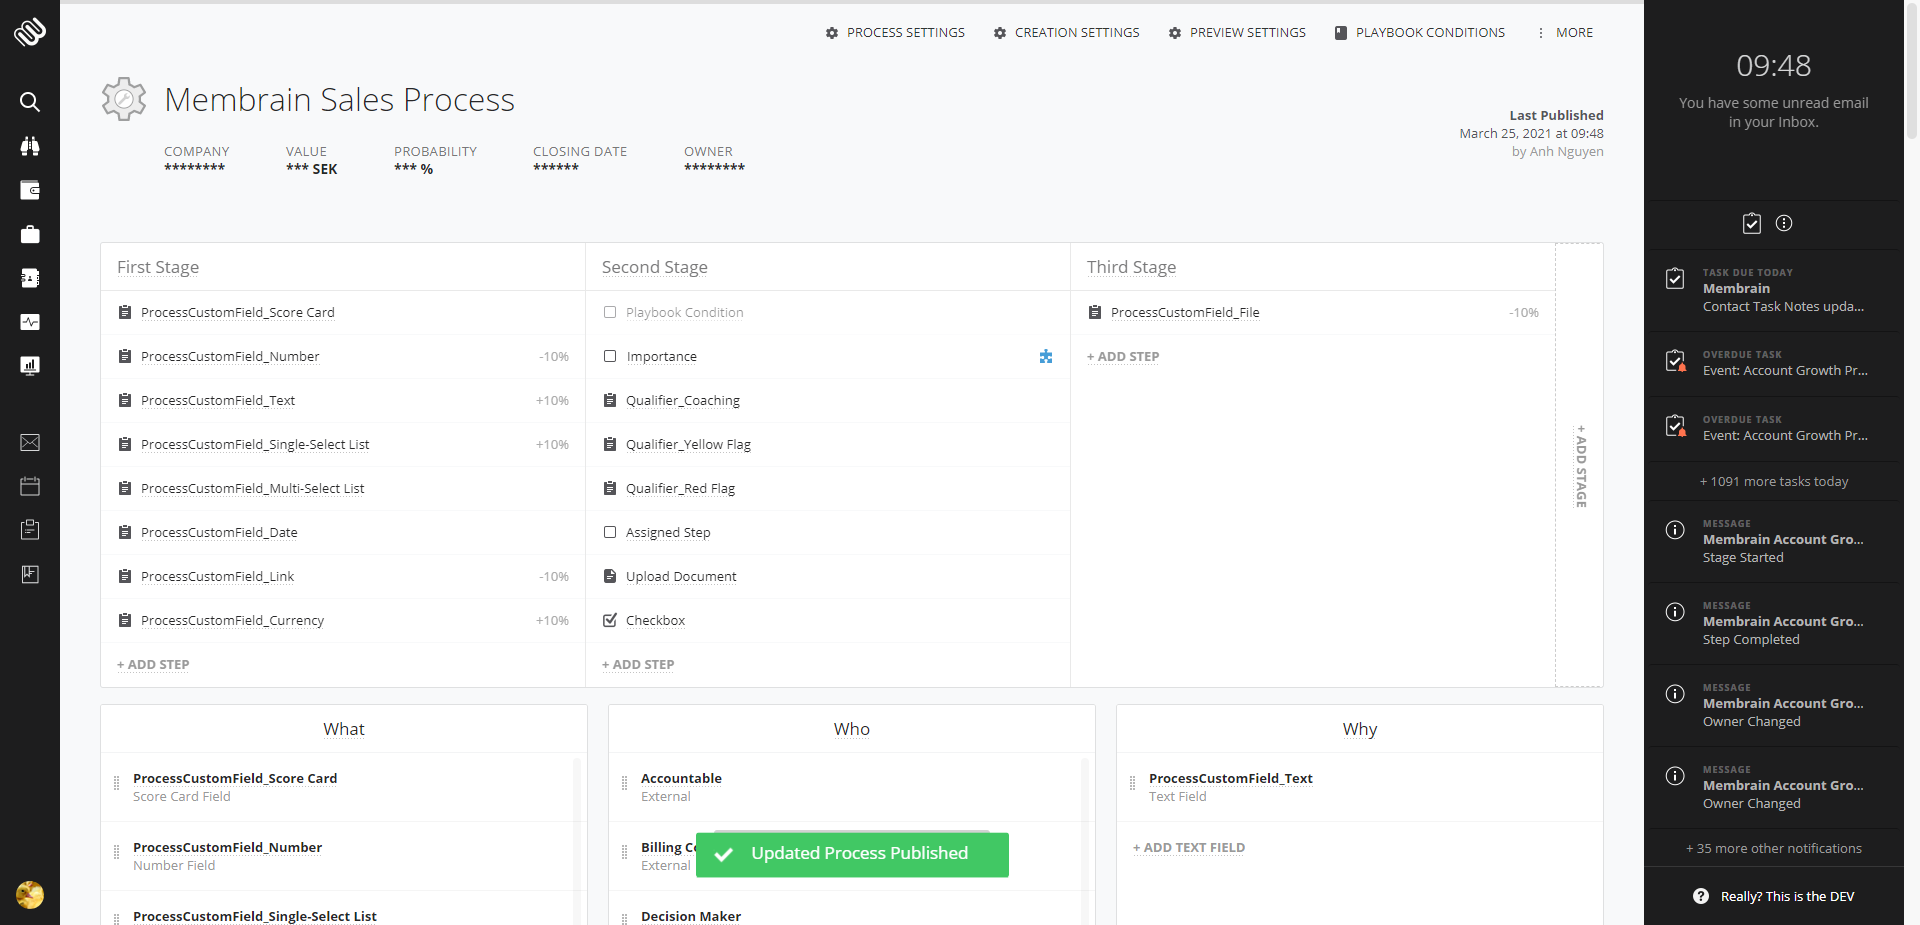 PROCESS SETTINGS
CREATION SETTINGS
PREVIEW SETTINGS
PLAYBOOK CONDITIONS
MORE
Membrain Sales Process
COMPANY
********
VALUE
*** SEK
PROBABILITY
*** %
CLOSING DATE
******
OWNER
********
Last Published
March 25, 2021 at 09:48
by Anh Nguyen
First Stage
ProcessCustomField_Score Card
ProcessCustomField_Number -10%
ProcessCustomField_Text +10%
ProcessCustomField_Single-Select List +10%
ProcessCustomField_Multi-Select List
ProcessCustomField_Date
ProcessCustomField_Link -10%
ProcessCustomField_Currency +10%
+ ADD STEP
Second Stage
Playbook Condition
Importance
Qualifier_Coaching
Qualifier_Yellow Flag
Qualifier_Red Flag
Assigned Step
Upload Document
Checkbox
+ ADD STEP
Third Stage
ProcessCustomField_File -10%
+ ADD STEP
+ ADD STAGE
What
ProcessCustomField_Score Card
Score Card Field
ProcessCustomField_Number
Number Field
ProcessCustomField_Single-Select List
Who
Accountable
External
Billing
External
Decision Maker
Why
ProcessCustomField_Text
Text Field
+ ADD TEXT FIELD
Updated Process Published
09:48
You have some unread email
in your Inbox.
TASK DUE TODAY
Membrain
Contact Task Notes upda...
OVERDUE TASK
Event: Account Growth Pr...
OVERDUE TASK
Event: Account Growth Pr...
+ 1091 more tasks today
MESSAGE
Membrain Account Gro...
Stage Started
MESSAGE
Membrain Account Gro...
Step Completed
MESSAGE
Membrain Account Gro...
Owner Changed
MESSAGE
Membrain Account Gro...
Owner Changed
+ 35 more other notifications
Really? This is the DEV